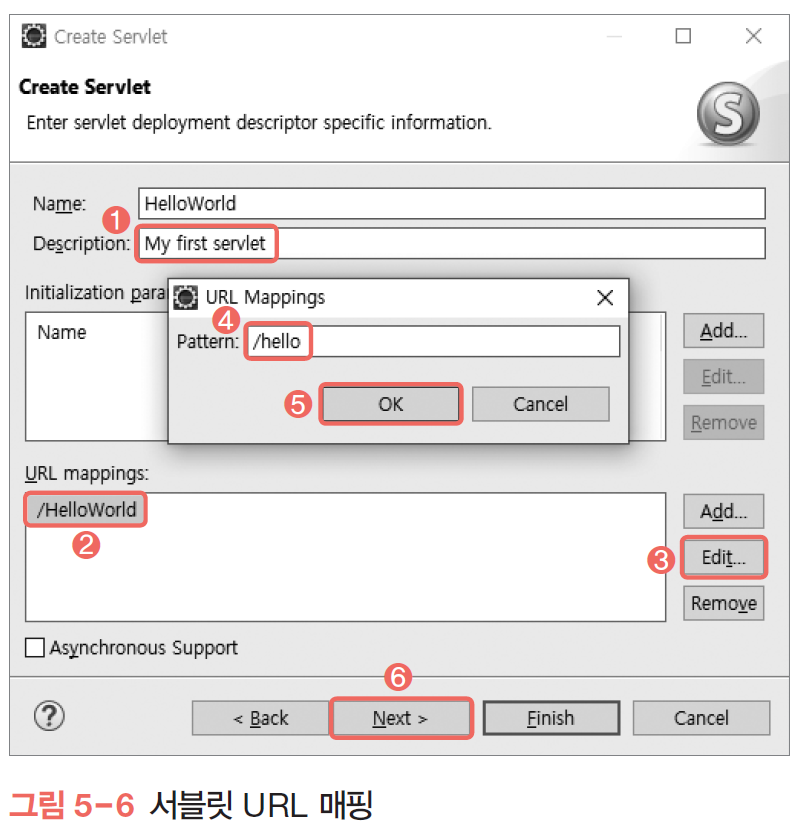 Create Servlet
Create Servlet
Enter servlet deployment descriptor specific information.
Name: HelloWorld
1
Description: My first servlet
Initialization para
Name
Add...
Edit...
Remove
URL Mappings
4
Pattern: /hello
5 OK Cancel
URL mappings:
/HelloWorld
2
Add...
3 Edit...
Remove
Asynchronous Support
6
? < Back Next > Finish Cancel
그림 5-6 서블릿 URL 매핑